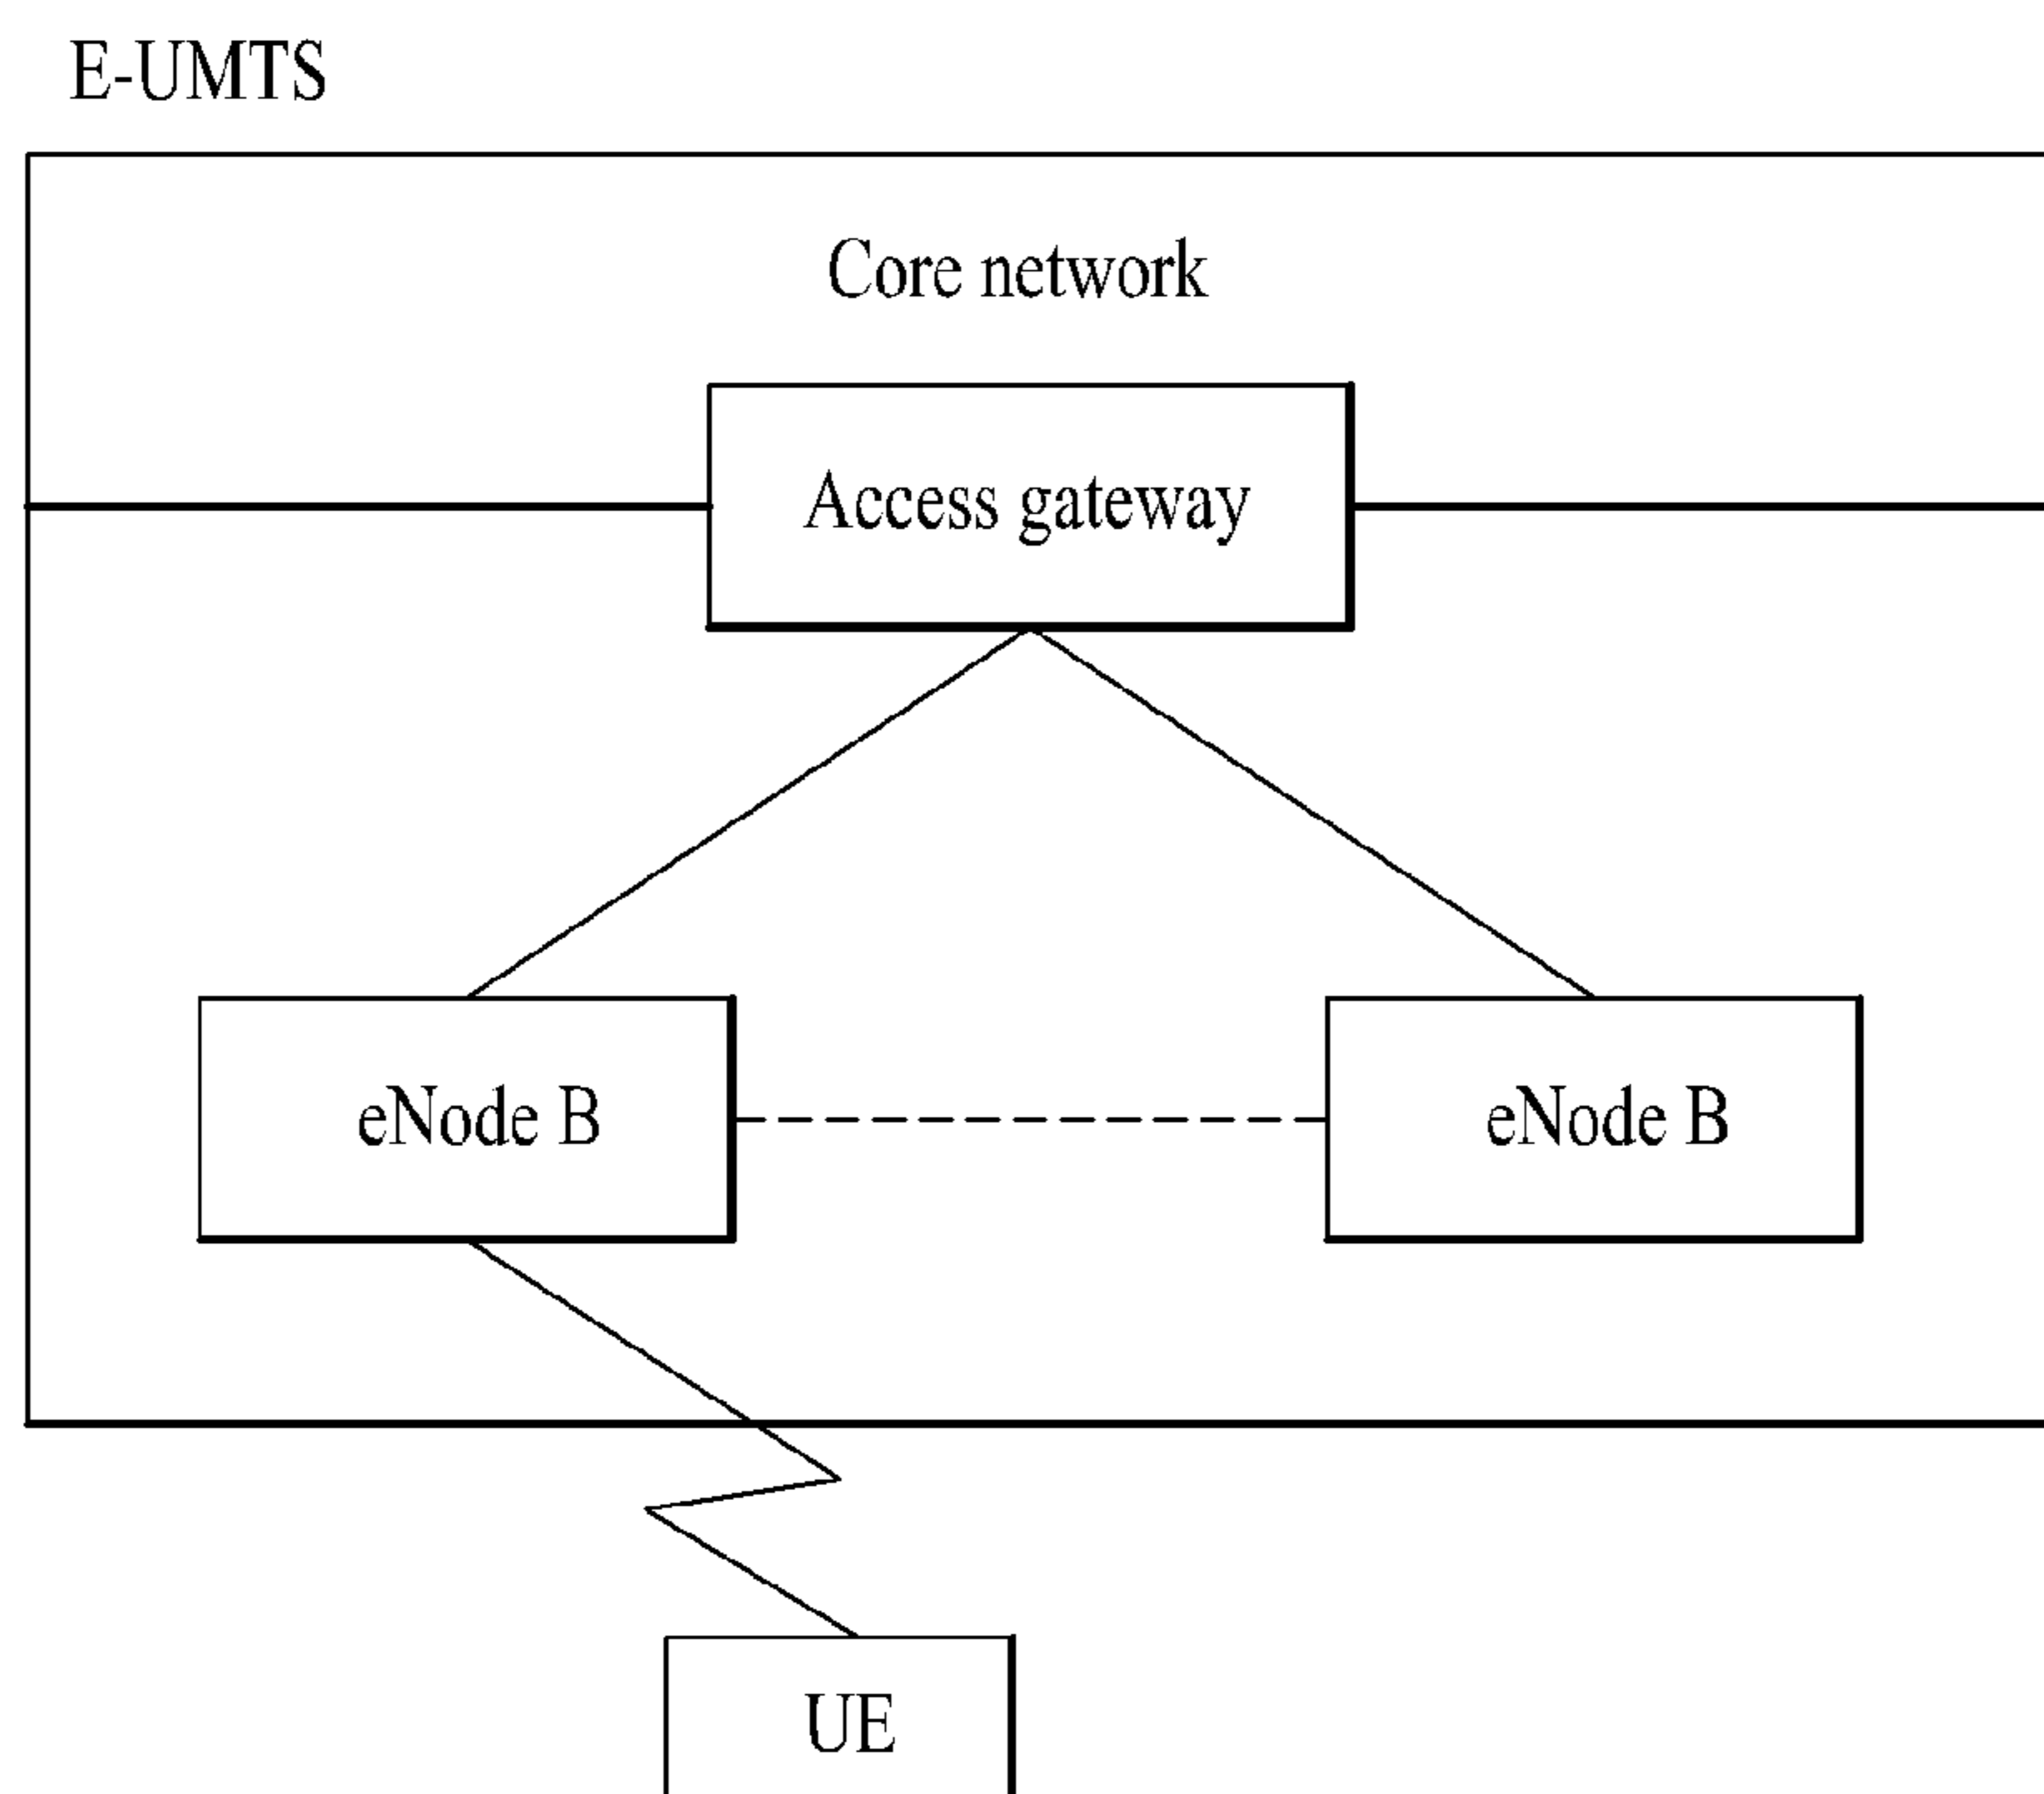 E-UMTS
Core network
Access gateway
eNode B
eNode B
UE